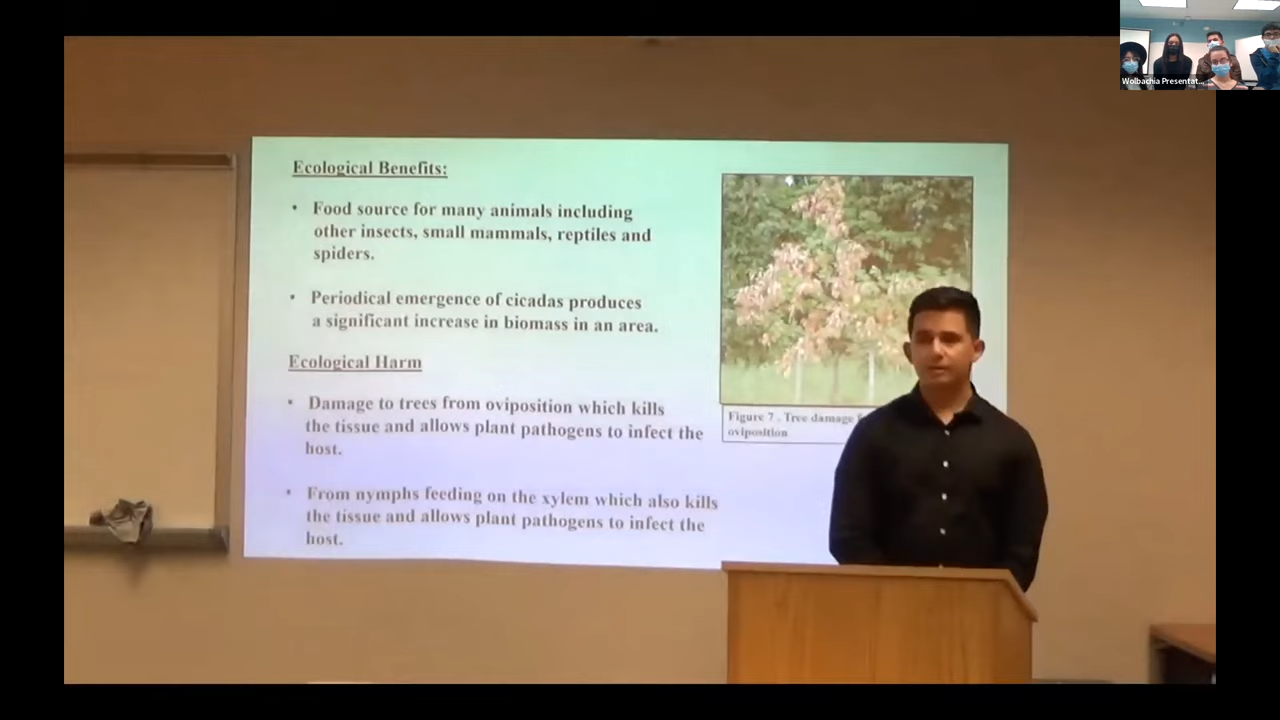 Ecological Benefits:
• Food source for many animals including
other insects, small mammals, reptiles and
spiders.
• Periodical emergence of cicadas produces
a significant increase in biomass in an area.
Ecological Harm
• Damage to trees from oviposition which kills
the tissue and allows plant pathogens to infect the
host.
• From nymphs feeding on the xylem which also kills
the tissue and allows plant pathogens to infect the
host.
Figure 7 . Tree damage
oviposition
Wolbachia Presentat...